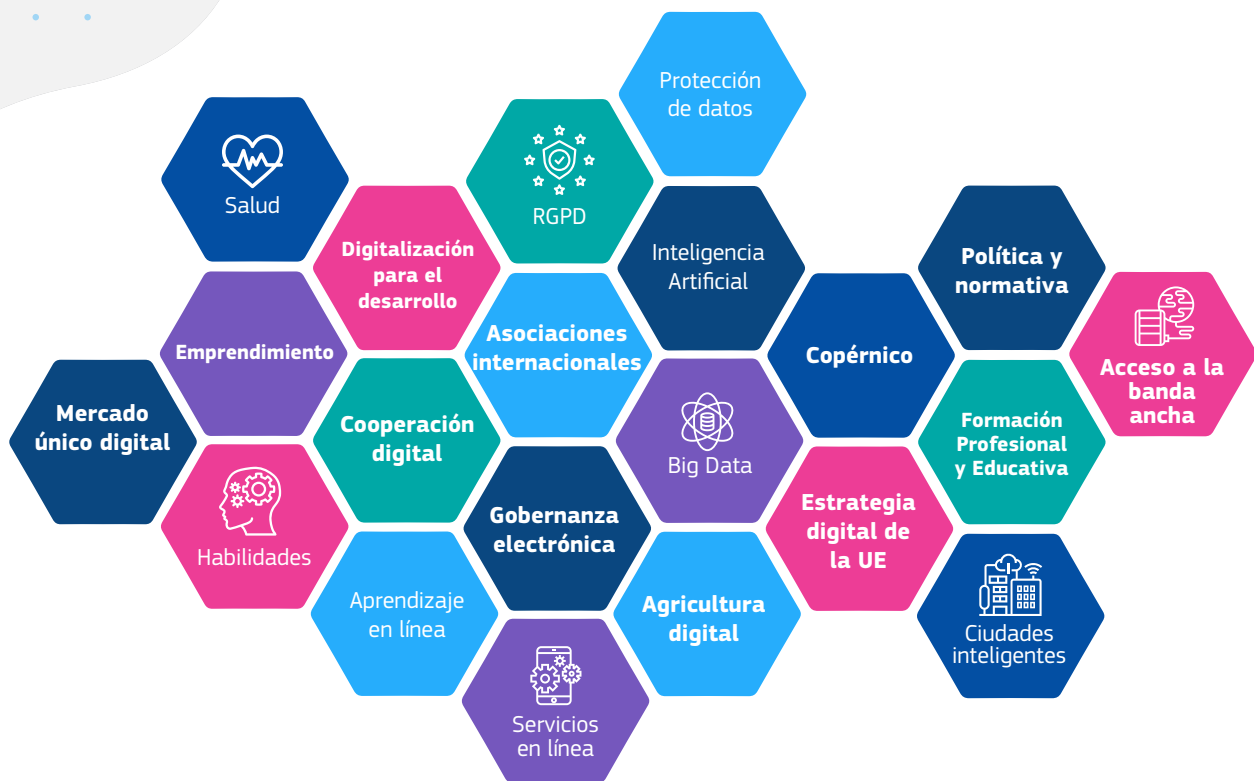 Protección
de datos
Salud
RGPD
Digitalización
para el
desarrollo
Inteligencia
Artificial
Política y
normativa
Emprendimiento
Asociaciones
internacionales
Copérnico
Acceso a la
banda
ancha
Mercado
único digital
Cooperación
digital
Big Data
Formación
Profesional
y Educativa
Habilidades
Gobernanza
electrónica
Estrategia
digital de
la UE
Aprendizaje
en línea
Agricultura
digital
Ciudades
inteligentes
Servicios
en línea